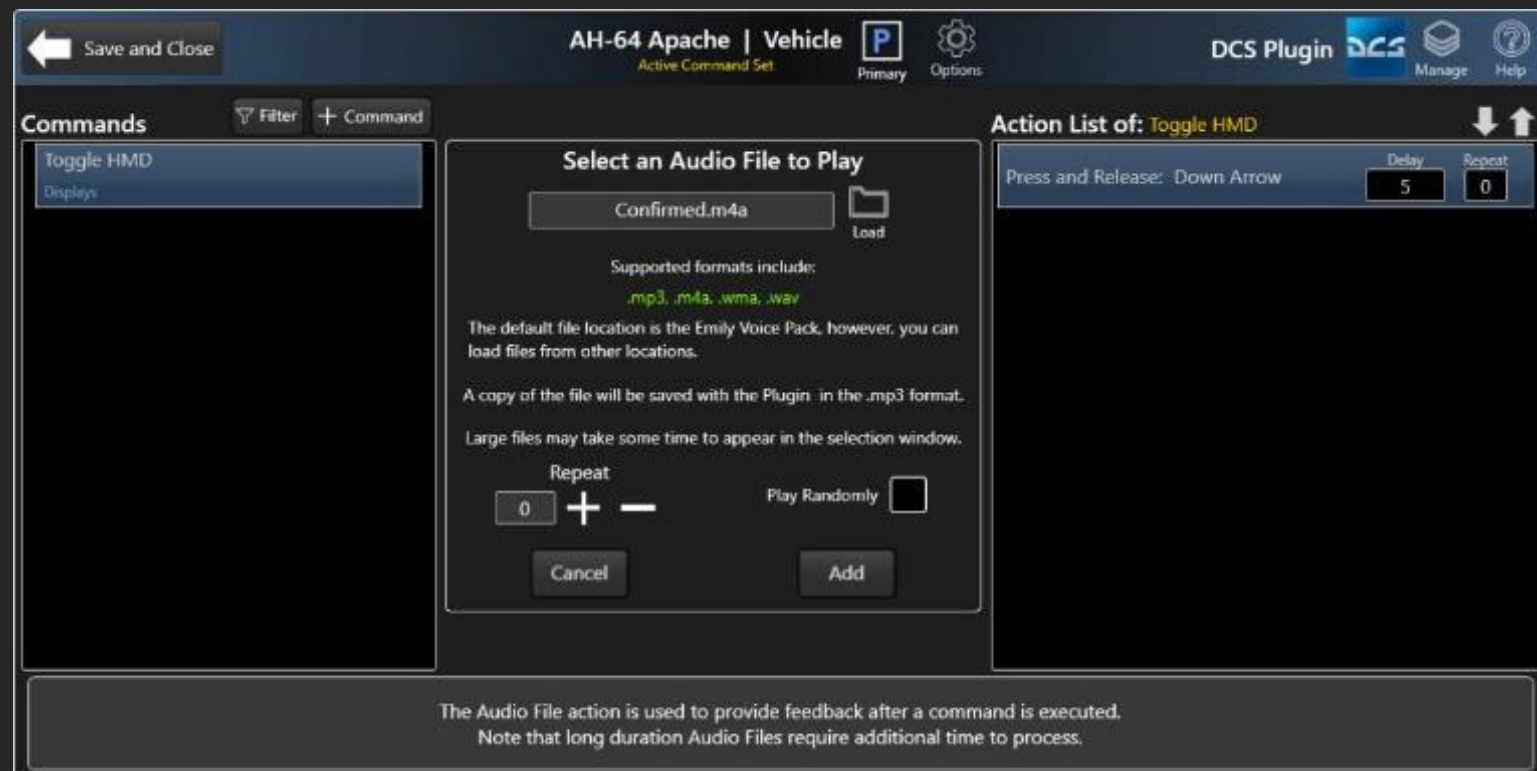 Save and Close
AH-64 Apache | Vehicle
Active Command Set
P
Primary
Options
DCS Plugin
DCS
Manage
?
Help
Commands
Filter
+ Command
Toggle HMD
Displays
Select an Audio File to Play
Confirmed.m4a
Load
Supported formats include:
.mp3, .m4a, .wma, .wav
The default file location is the Emily Voice Pack, however, you can
load files from other locations.
A copy of the file will be saved with the Plugin in the .mp3 format.
Large files may take some time to appear in the selection window.
Repeat
0
+ −
Play Randomly
Cancel
Add
Action List of: Toggle HMD
Press and Release: Down Arrow
Delay
5
Repeat
0
The Audio File action is used to provide feedback after a command is executed.
Note that long duration Audio Files require additional time to process.